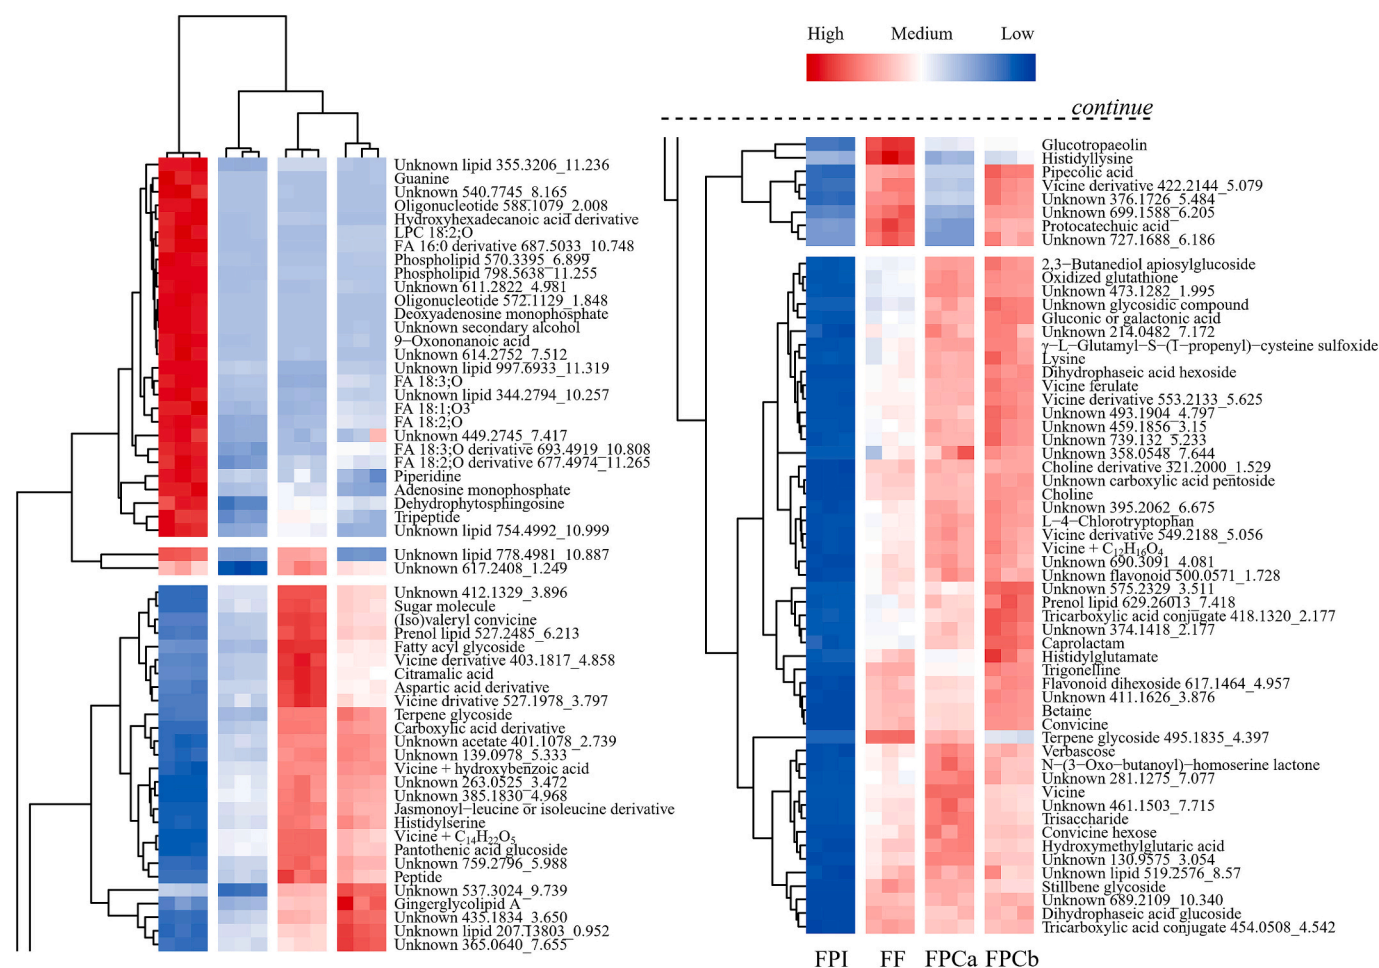 High Medium Low
continue
Unknown lipid 355.3206_11.236
Guanine
Unknown 540.7745_8.165
Oligonucleotide 588.1079_2.008
Hydroxyhexadecanoic acid derivative
LPC 18:2;O
FA 16:0 derivative 687.5033_10.748
Phospholipid 570.3395_6.899
Phospholipid 798.5638_11.255
Unknown 611.2822_4.981
Oligonucleotide 572.1129_1.848
Deoxyadenosine monophosphate
Unknown secondary alcohol
9−Oxononanoic acid
Unknown 614.2752_7.512
Unknown lipid 997.6933_11.319
FA 18:3;O
Unknown lipid 344.2794_10.257
FA 18:1;O3
FA 18:2;O
Unknown 449.2745_7.417
FA 18:3;O derivative 693.4919_10.808
FA 18:2;O derivative 677.4974_11.265
Piperidine
Adenosine monophosphate
Dehydrophytosphingosine
Tripeptide
Unknown lipid 754.4992_10.999
Unknown lipid 778.4981_10.887
Unknown 617.2408_1.249
Unknown 412.1329_3.896
Sugar molecule
(Iso)valeryl convicine
Prenol lipid 527.2485_6.213
Fatty acyl glycoside
Vicine derivative 403.1817_4.858
Citramalic acid
Aspartic acid derivative
Vicine drivative 527.1978_3.797
Terpene glycoside
Carboxylic acid derivative
Unknown acetate 401.1078_2.739
Unknown 139.0978_5.333
Vicine + hydroxybenzoic acid
Unknown 263.0525_3.472
Unknown 385.1830_4.968
Jasmonoyl−leucine or isoleucine derivative
Histidylserine
Vicine + C₁₄H₂₂O₅
Pantothenic acid glucoside
Unknown 759.2796_5.988
Peptide
Unknown 537.3024_9.739
Gingerglycolipid A
Unknown 435.1834_3.650
Unknown lipid 207.13803_0.952
Unknown 365.0640_7.655
Glucotropaeolin
Histidyllysine
Pipecolic acid
Vicine derivative 422.2144_5.079
Unknown 376.1726_5.484
Unknown 699.1588_6.205
Protocatechuic acid
Unknown 727.1688_6.186
2,3−Butanediol apiosylglucoside
Oxidized glutathione
Unknown 473.1282_1.995
Unknown glycosidic compound
Gluconic or galactonic acid
Unknown 214.0482_7.172
γ−L−Glutamyl−S−(1−propenyl)−cysteine sulfoxide
Lysine
Dihydrophaseic acid hexoside
Vicine ferulate
Vicine derivative 553.2133_5.625
Unknown 493.1904_4.797
Unknown 459.1856_3.15
Unknown 739.132_5.233
Unknown 358.0548_7.644
Choline derivative 321.2000_1.529
Unknown carboxylic acid pentoside
Choline
Unknown 395.2062_6.675
L−4−Chlorotryptophan
Vicine derivative 549.2188_5.056
Vicine + C₁₂H₁₆O₄
Unknown 690.3091_4.081
Unknown flavonoid 500.0571_1.728
Unknown 575.2329_3.511
Prenol lipid 629.26013_7.418
Tricarboxylic acid conjugate 418.1320_2.177
Unknown 374.1418_2.177
Caprolactam
Histidylglutamate
Trigonelline
Flavonoid dihexoside 617.1464_4.957
Unknown 411.1626_3.876
Betaine
Convicine
Terpene glycoside 495.1835_4.397
Verbascose
N−(3−Oxo−butanoyl)−homoserine lactone
Unknown 281.1275_7.077
Vicine
Unknown 461.1503_7.715
Trisaccharide
Convicine hexose
Hydroxymethylglutaric acid
Unknown 130.9575_3.054
Unknown lipid 519.2576_8.57
Stillbene glycoside
Unknown 689.2109_10.340
Dihydrophaseic acid glucoside
Tricarboxylic acid conjugate 454.0508_4.542
FPI FF FPCa FPCb